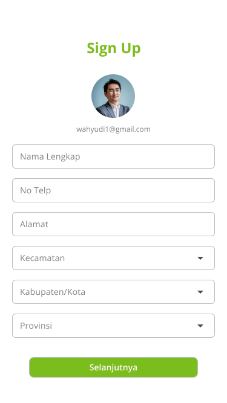 Sign Up
wahyudi1@gmail.com
Nama Lengkap
No Telp
Alamat
Kecamatan
Kabupaten/Kota
Provinsi
Selanjutnya